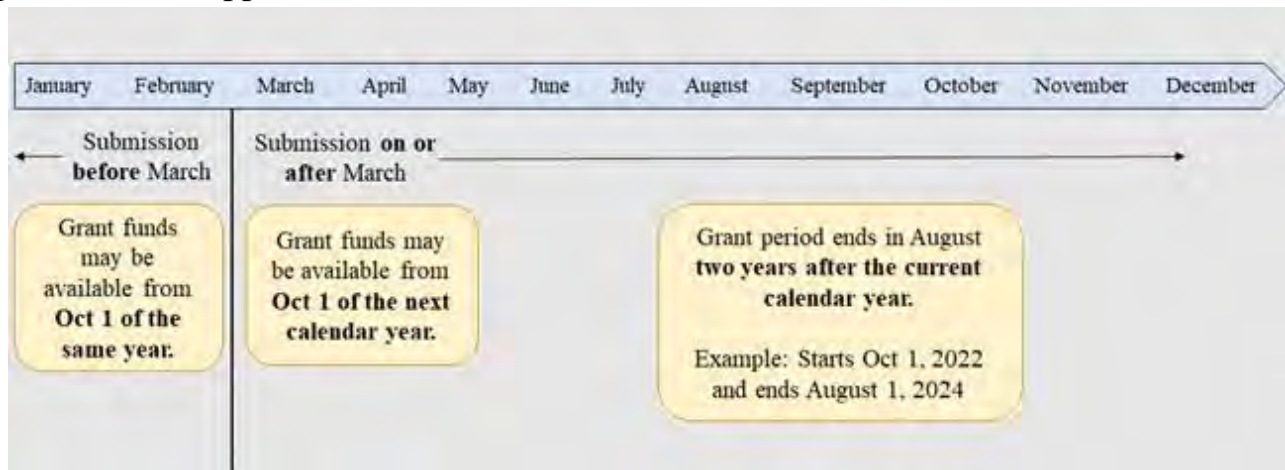 January February March April May June July August September October November December
Submission
before March
Submission on or
after March
Grant funds
may be
available from
Oct 1 of the
same year.
Grant funds may
be available from
Oct 1 of the next
calendar year.
Grant period ends in August
two years after the current
calendar year.
Example: Starts Oct 1, 2022
and ends August 1, 2024